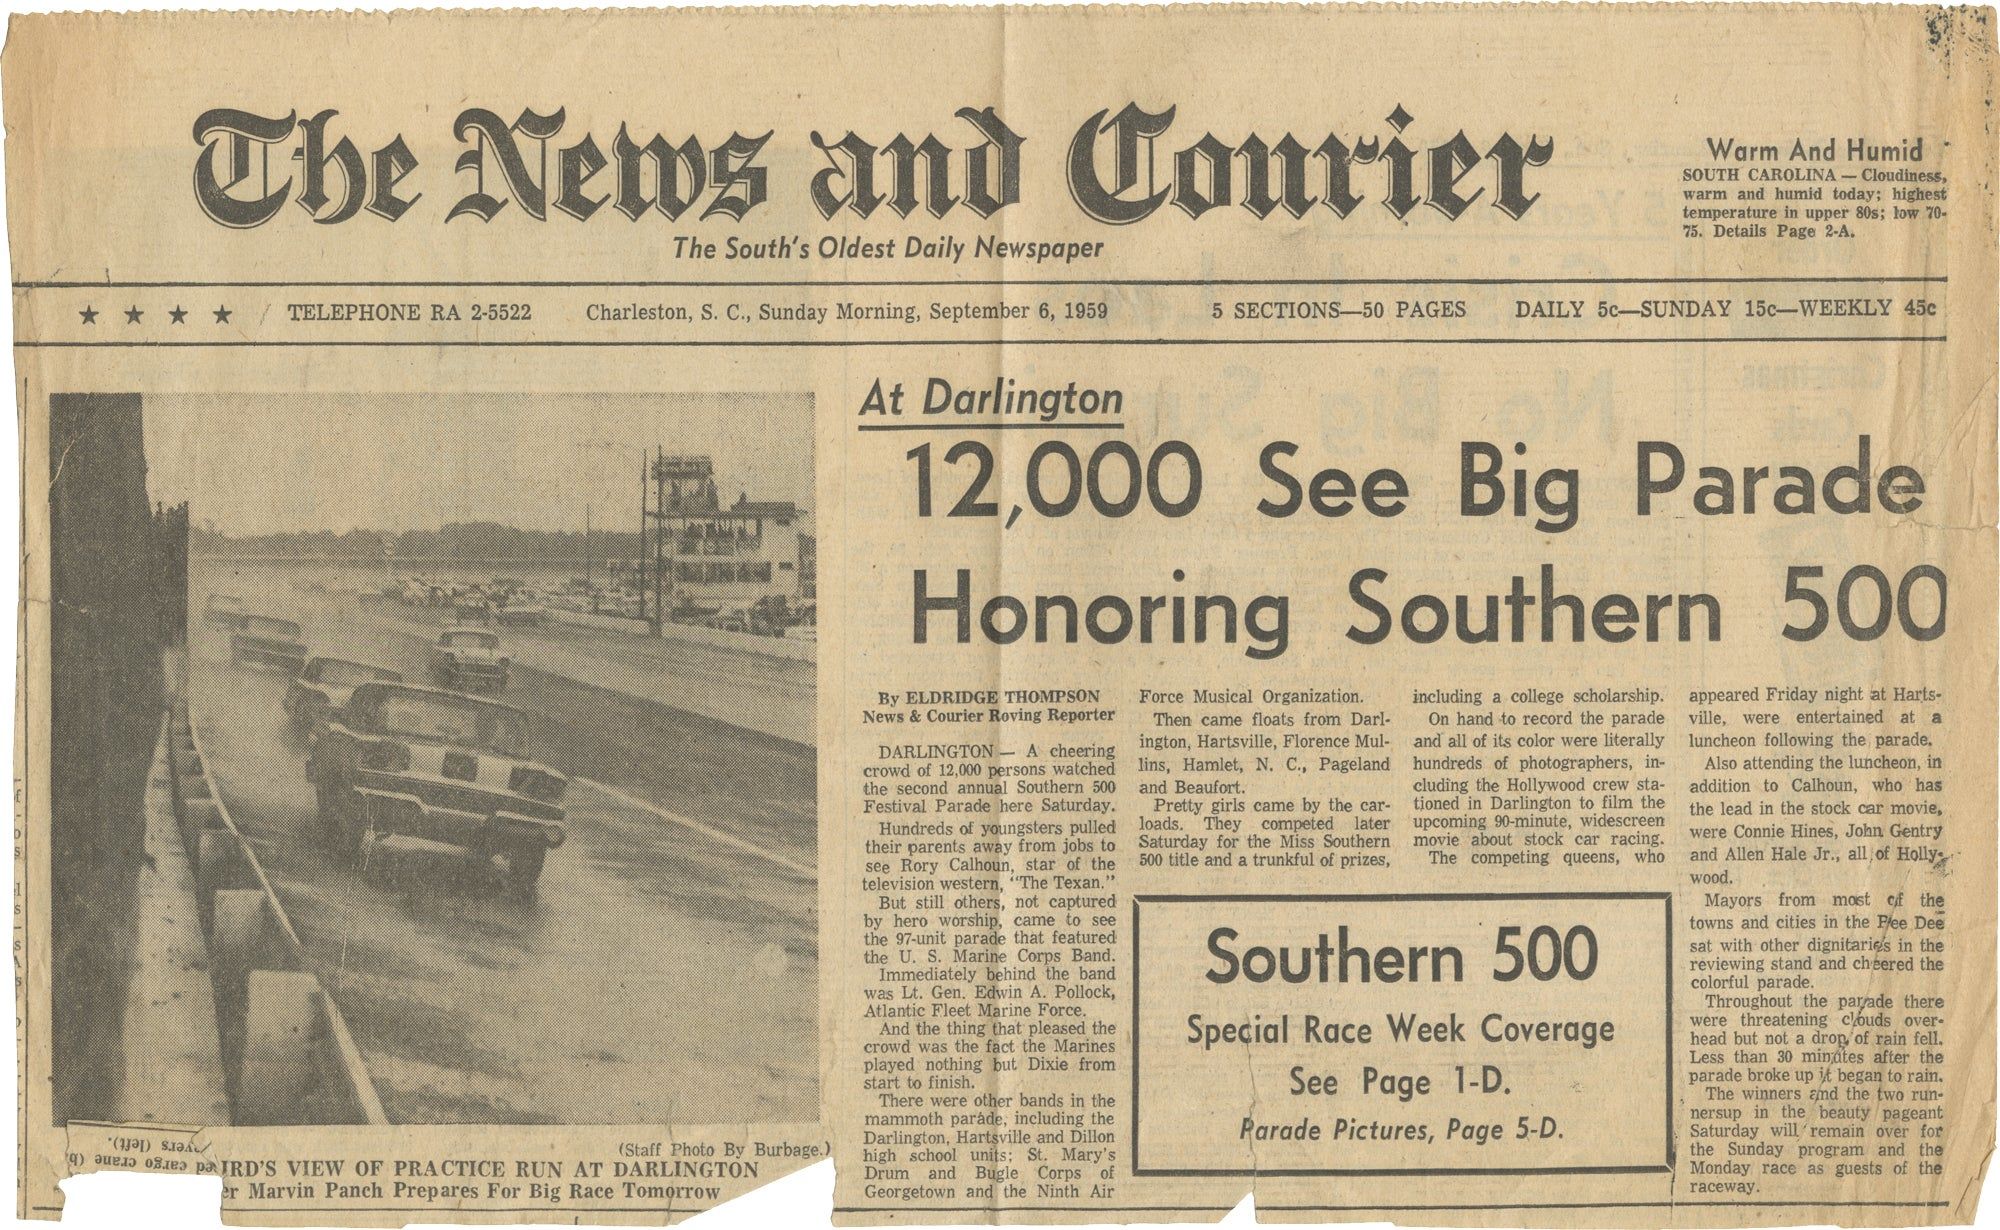 The News and Courier
The South's Oldest Daily Newspaper
Warm And Humid
SOUTH CAROLINA — Cloudiness,
warm and humid today; highest
temperature in upper 80s; low 70-
75. Details Page 2-A.
★ ★ ★ ★ TELEPHONE RA 2-5522 Charleston, S. C., Sunday Morning, September 6, 1959 5 SECTIONS—50 PAGES DAILY 5c—SUNDAY 15c—WEEKLY 45c
(Staff Photo By Burbage.)
IRD'S VIEW OF PRACTICE RUN AT DARLINGTON
er Marvin Panch Prepares For Big Race Tomorrow
vers (left).
ed cargo crane (b
At Darlington
12,000 See Big Parade
Honoring Southern 500
By ELDRIDGE THOMPSON
News & Courier Roving Reporter
DARLINGTON — A cheering
crowd of 12,000 persons watched
the second annual Southern 500
Festival Parade here Saturday.
Hundreds of youngsters pulled
their parents away from jobs to
see Rory Calhoun, star of the
television western, "The Texan."
But still others, not captured
by hero worship, came to see
the 97-unit parade that featured
the U. S. Marine Corps Band.
Immediately behind the band
was Lt. Gen. Edwin A. Pollock,
Atlantic Fleet Marine Force.
And the thing that pleased the
crowd was the fact the Marines
played nothing but Dixie from
start to finish.
There were other bands in the
mammoth parade, including the
Darlington, Hartsville and Dillon
high school units; St. Mary's
Drum and Bugle Corps of
Georgetown and the Ninth Air
Force Musical Organization.
Then came floats from Darl-
ington, Hartsville, Florence Mul-
lins, Hamlet, N. C., Pageland
and Beaufort.
Pretty girls came by the car-
loads. They competed later
Saturday for the Miss Southern
500 title and a trunkful of prizes,
including a college scholarship.
On hand to record the parade
and all of its color were literally
hundreds of photographers, in-
cluding the Hollywood crew sta-
tioned in Darlington to film the
upcoming 90-minute, widescreen
movie about stock car racing.
The competing queens, who
appeared Friday night at Harts-
ville, were entertained at a
luncheon following the parade.
Also attending the luncheon, in
addition to Calhoun, who has
the lead in the stock car movie,
were Connie Hines, John Gentry
and Allen Hale Jr., all of Holly-
wood.
Mayors from most of the
towns and cities in the Pee Dee
sat with other dignitaries in the
reviewing stand and cheered the
colorful parade.
Throughout the parade there
were threatening clouds over-
head but not a drop of rain fell.
Less than 30 minutes after the
parade broke up it began to rain.
The winners and the two run-
nersup in the beauty pageant
Saturday will remain over for
the Sunday program and the
Monday race as guests of the
raceway.
Southern 500
Special Race Week Coverage
See Page 1-D.
Parade Pictures, Page 5-D.